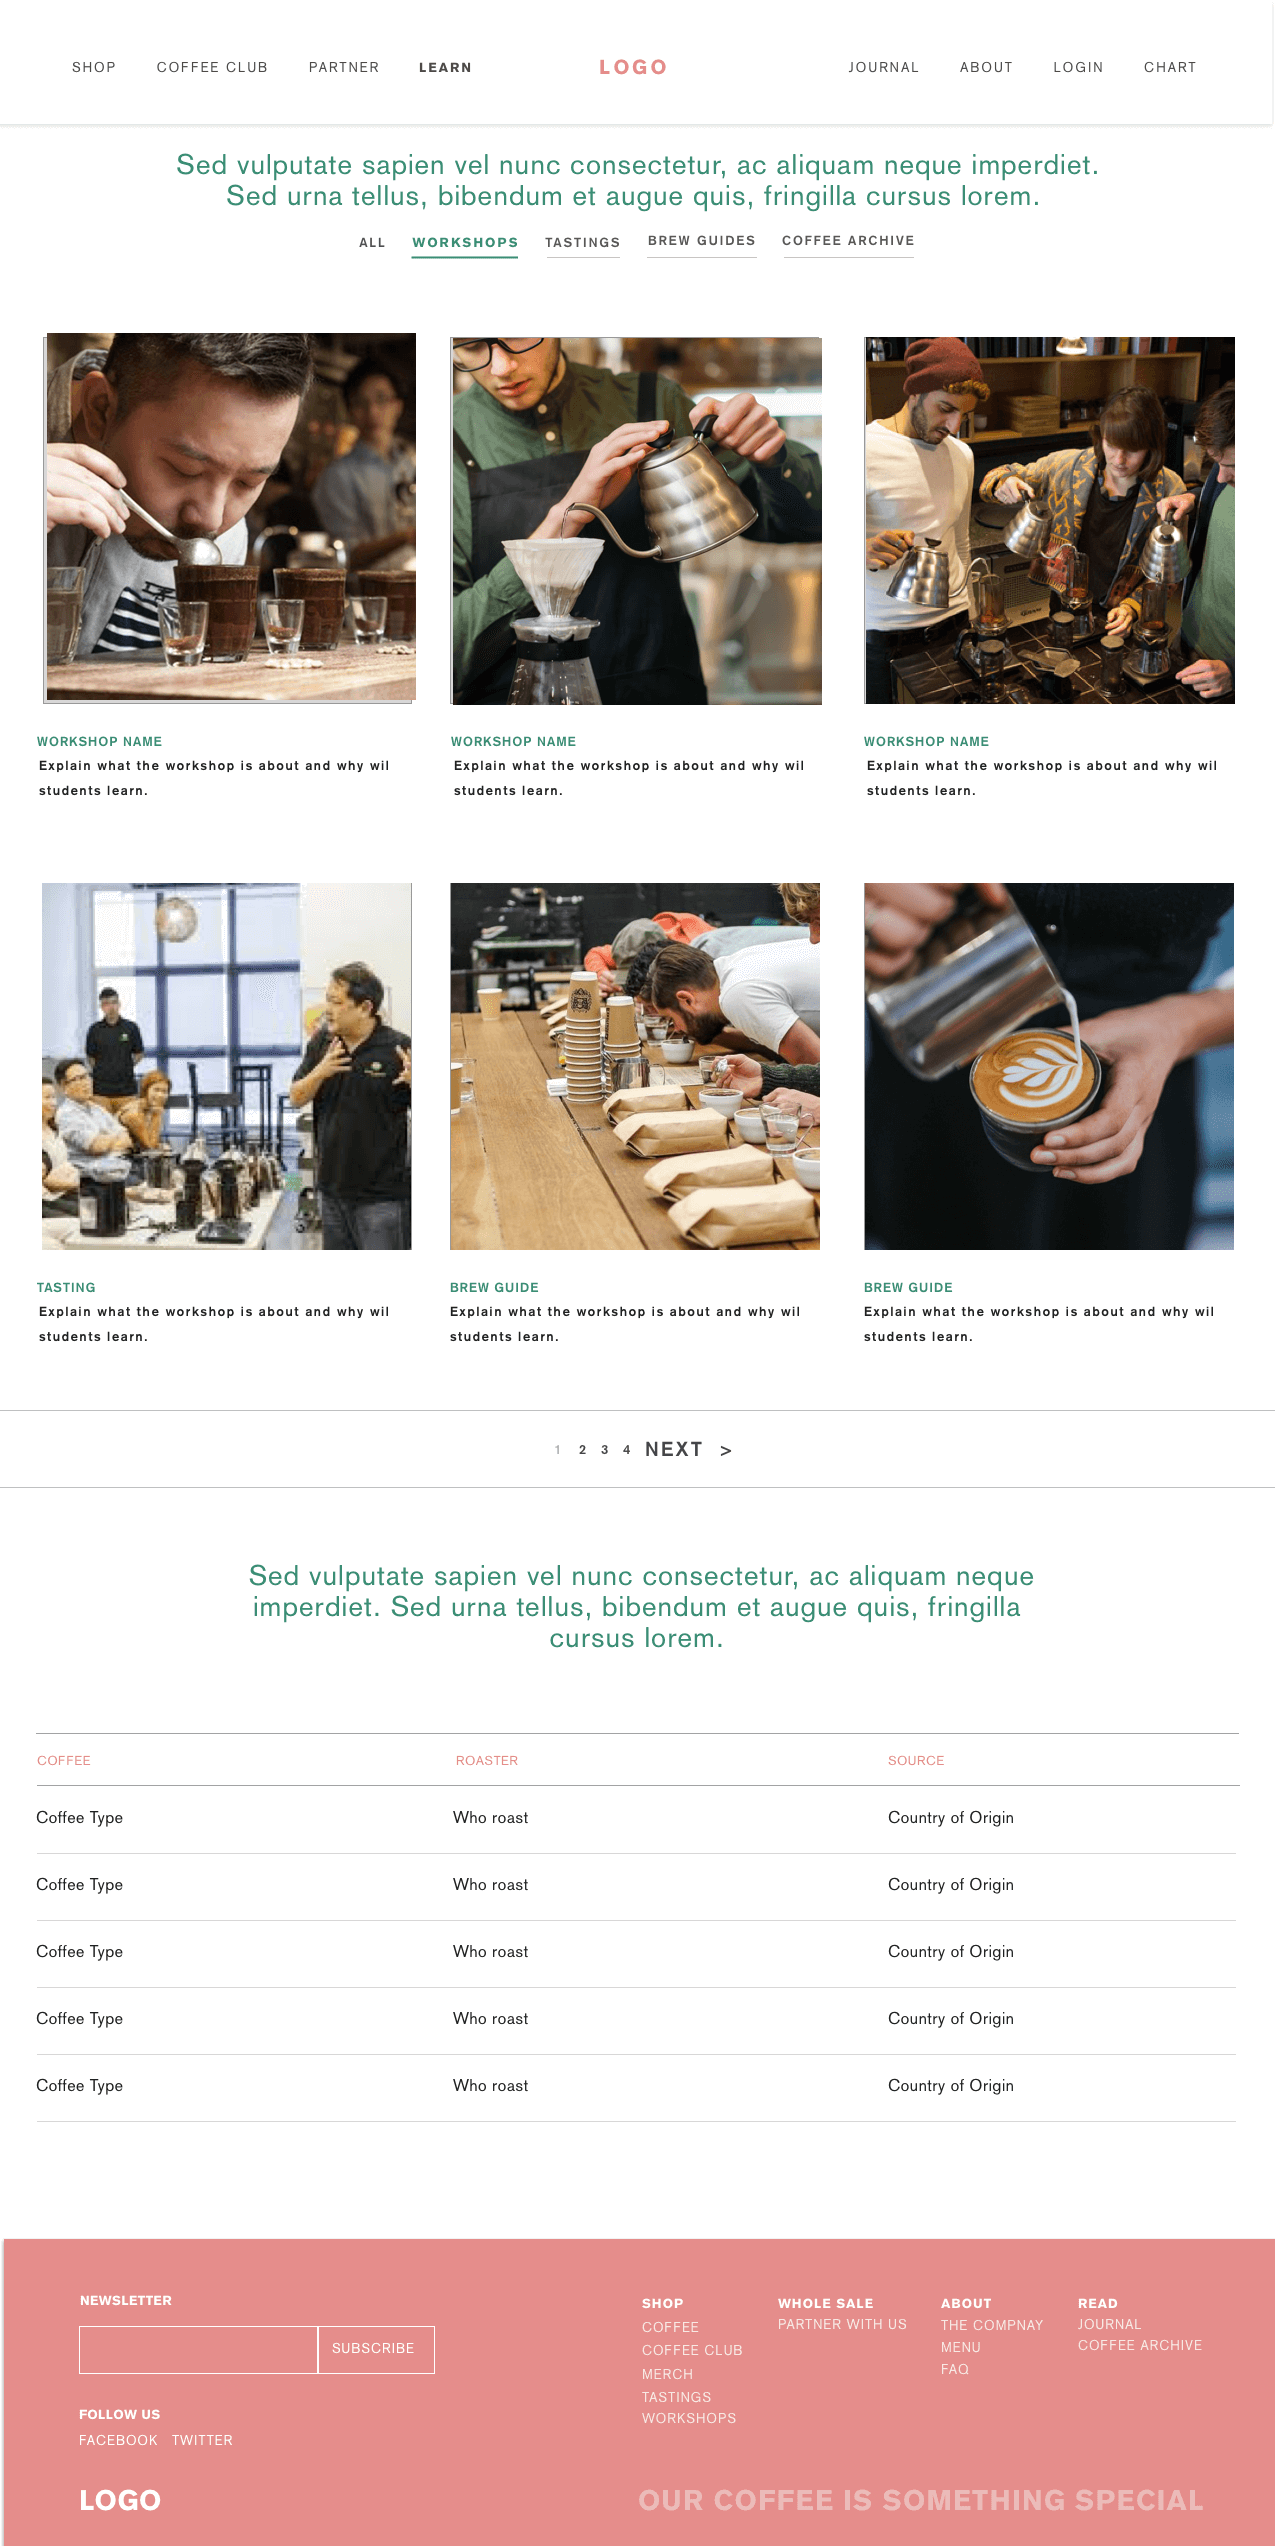 SHOP COFFEE CLUB PARTNER LEARN LOGO JOURNAL ABOUT LOGIN CHART
Sed vulputate sapien vel nunc consectetur, ac aliquam neque imperdiet.
Sed urna tellus, bibendum et augue quis, fringilla cursus lorem.
ALL WORKSHOPS TASTINGS BREW GUIDES COFFEE ARCHIVE
WORKSHOP NAME
Explain what the workshop is about and why wil
students learn.
WORKSHOP NAME
Explain what the workshop is about and why wil
students learn.
WORKSHOP NAME
Explain what the workshop is about and why wil
students learn.
TASTING
Explain what the workshop is about and why wil
students learn.
BREW GUIDE
Explain what the workshop is about and why wil
students learn.
BREW GUIDE
Explain what the workshop is about and why wil
students learn.
1 2 3 4 NEXT >
Sed vulputate sapien vel nunc consectetur, ac aliquam neque
imperdiet. Sed urna tellus, bibendum et augue quis, fringilla
cursus lorem.
COFFEE ROASTER SOURCE
Coffee Type Who roast Country of Origin
Coffee Type Who roast Country of Origin
Coffee Type Who roast Country of Origin
Coffee Type Who roast Country of Origin
Coffee Type Who roast Country of Origin
NEWSLETTER
SUBSCRIBE
FOLLOW US
FACEBOOK TWITTER
LOGO
SHOP
COFFEE
COFFEE CLUB
MERCH
TASTINGS
WORKSHOPS
WHOLE SALE
PARTNER WITH US
ABOUT
THE COMPNAY
MENU
FAQ
READ
JOURNAL
COFFEE ARCHIVE
OUR COFFEE IS SOMETHING SPECIAL